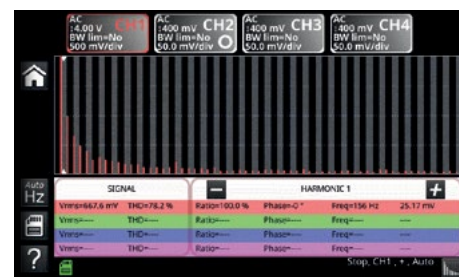 AC
÷4.00 V
CH1
BW lim=No
500 mV/div
AC
÷400 mV
CH2
BW lim=No
50.0 mV/div
AC
÷400 mV
CH3
BW lim=No
50.0 mV/div
AC
÷400 mV
CH4
BW lim=No
50.0 mV/div
Auto
Hz
?
SIGNAL
HARMONIC 1
Vrms=667.6 mV THD=78.2 % Ratio=100.0 % Phase=-0 ° Freq=156 Hz 25.17 mV
Vrms=---- THD=---- Ratio=---- Phase=---- Freq=---- ----
Vrms=---- THD=---- Ratio=---- Phase=---- Freq=---- ----
Vrms=---- THD=---- Ratio=---- Phase=---- Freq=---- ----
Stop, CH1 , + , Auto